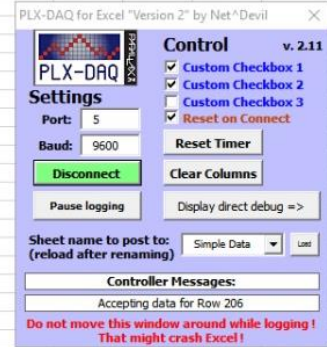 PLX-DAQ for Excel "Version 2" by Net^Devil
PLX-DAQ
PARALLAX
Control v. 2.11
Custom Checkbox 1
Custom Checkbox 2
Custom Checkbox 3
Reset on Connect
Settings
Port: 5
Baud: 9600
Reset Timer
Disconnect
Clear Columns
Pause logging
Display direct debug =>
Sheet name to post to:
(reload after renaming)
Simple Data
Load
Controller Messages:
Accepting data for Row 206
Do not move this window around while logging !
That might crash Excel !